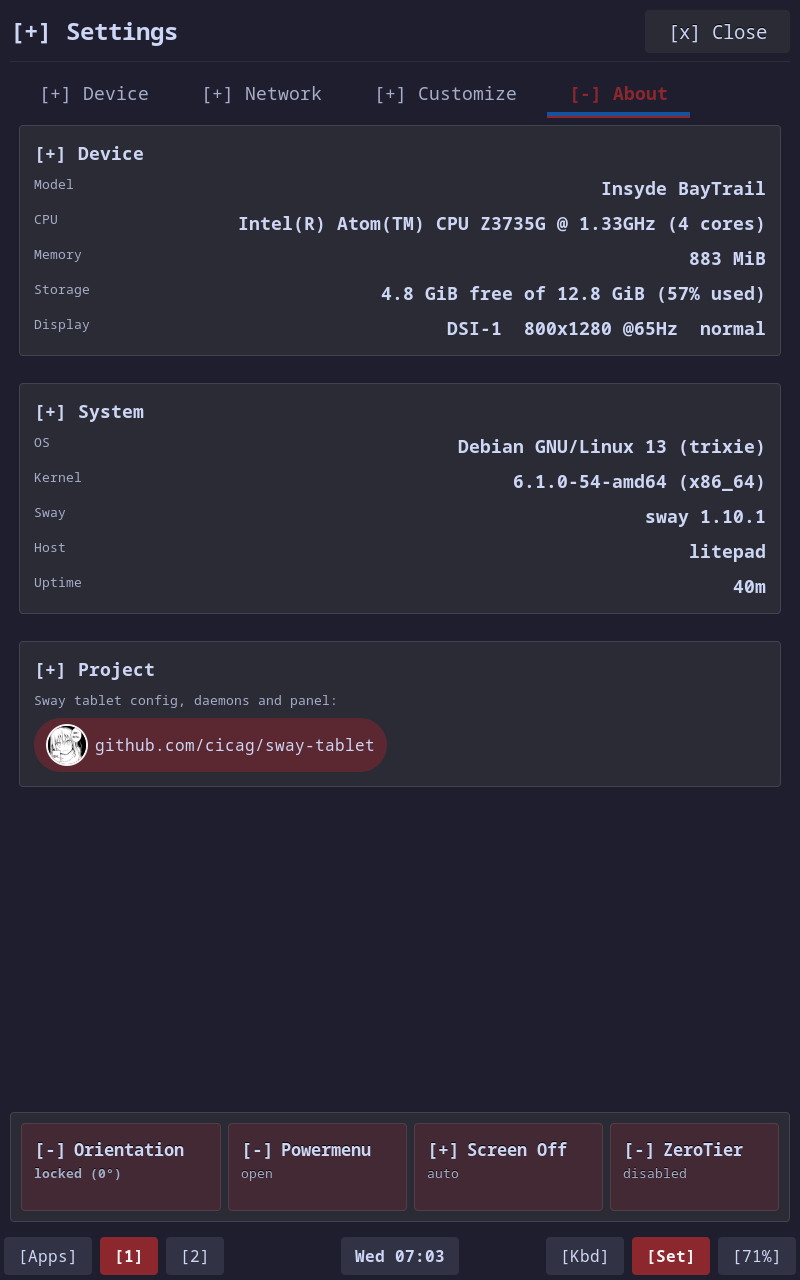 [+] Settings
[x] Close
[+] Device
[+] Network
[+] Customize
[-] About
[+] Device
Model
Insyde BayTrail
CPU
Intel(R) Atom(TM) CPU Z3735G @ 1.33GHz (4 cores)
Memory
883 MiB
Storage
4.8 GiB free of 12.8 GiB (57% used)
Display
DSI-1  800x1280 @65Hz  normal
[+] System
OS
Debian GNU/Linux 13 (trixie)
Kernel
6.1.0-54-amd64 (x86_64)
Sway
sway 1.10.1
Host
litepad
Uptime
40m
[+] Project
Sway tablet config, daemons and panel:
github.com/cicag/sway-tablet
[-] Orientation
locked (0°)
[-] Powermenu
open
[+] Screen Off
auto
[-] ZeroTier
disabled
[Apps]
[1]
[2]
Wed 07:03
[Kbd]
[Set]
[71%]